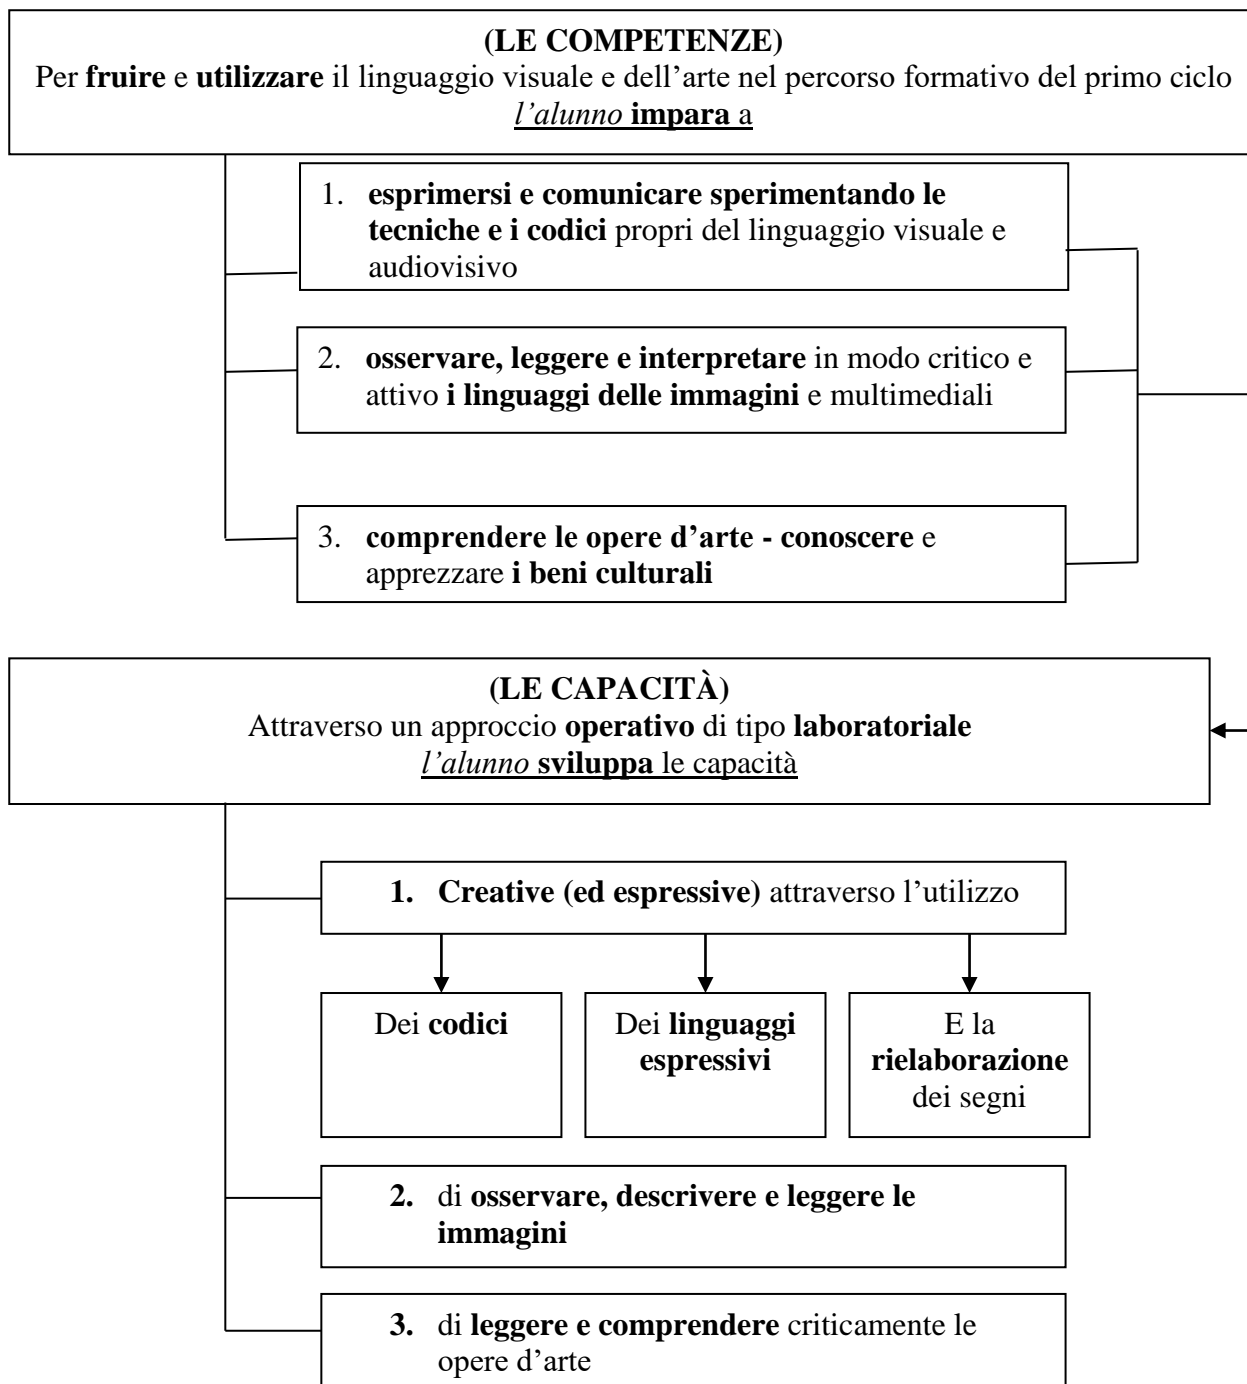 (LE COMPETENZE)
Per fruire e utilizzare il linguaggio visuale e dell’arte nel percorso formativo del primo ciclo
l’alunno impara a
1. esprimersi e comunicare sperimentando le
tecniche e i codici propri del linguaggio visuale e
audiovisivo
2. osservare, leggere e interpretare in modo critico e
attivo i linguaggi delle immagini e multimediali
3. comprendere le opere d’arte - conoscere e
apprezzare i beni culturali
(LE CAPACITÀ)
Attraverso un approccio operativo di tipo laboratoriale
l’alunno sviluppa le capacità
1. Creative (ed espressive) attraverso l’utilizzo
Dei codici
Dei linguaggi
espressivi
E la
rielaborazione
dei segni
2. di osservare, descrivere e leggere le
immagini
3. di leggere e comprendere criticamente le
opere d’arte